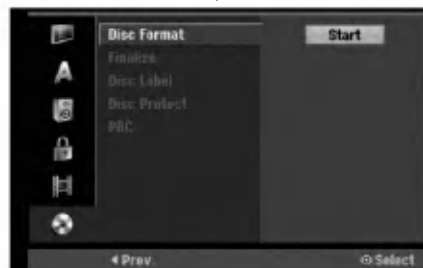 Disc Format Start
Finalize
Disc Label
Disc Protect
PBC
A
◄ Prev. ⊙ Select